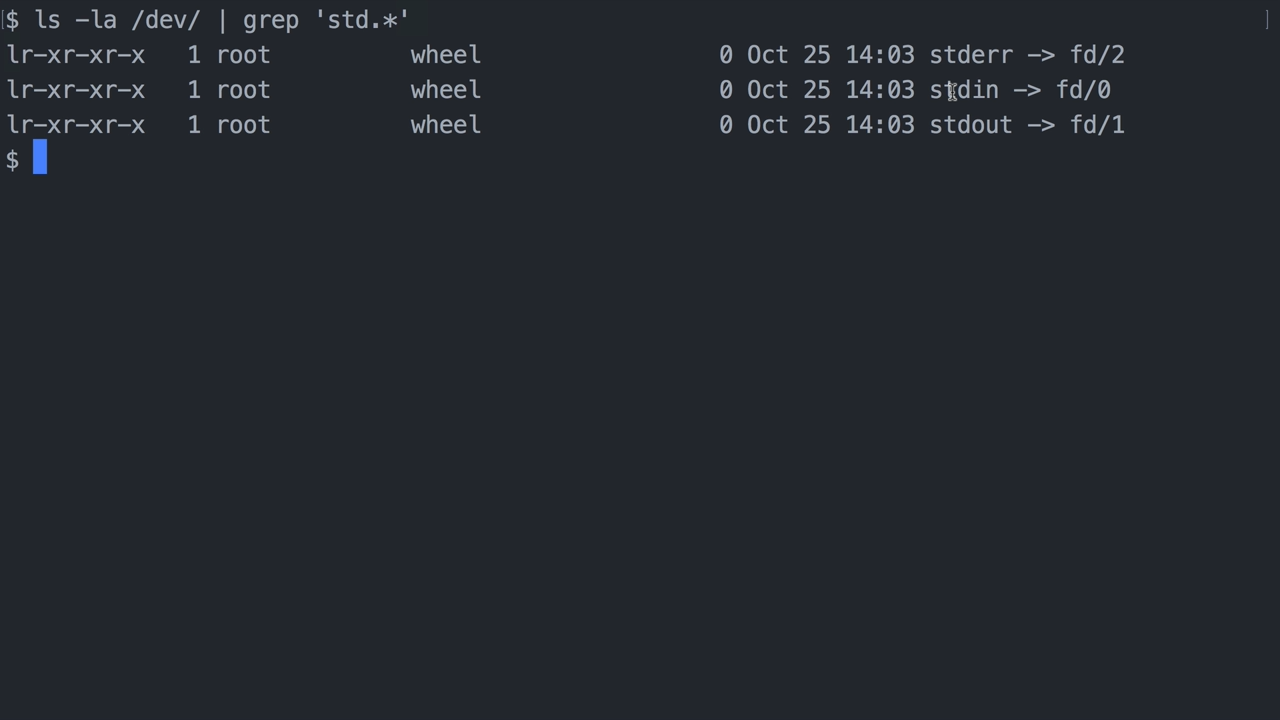 $ ls -la /dev/ | grep 'std.*'
lr-xr-xr-x   1 root          wheel                 0 Oct 25 14:03 stderr -> fd/2
lr-xr-xr-x   1 root          wheel                 0 Oct 25 14:03 stdin -> fd/0
lr-xr-xr-x   1 root          wheel                 0 Oct 25 14:03 stdout -> fd/1
$